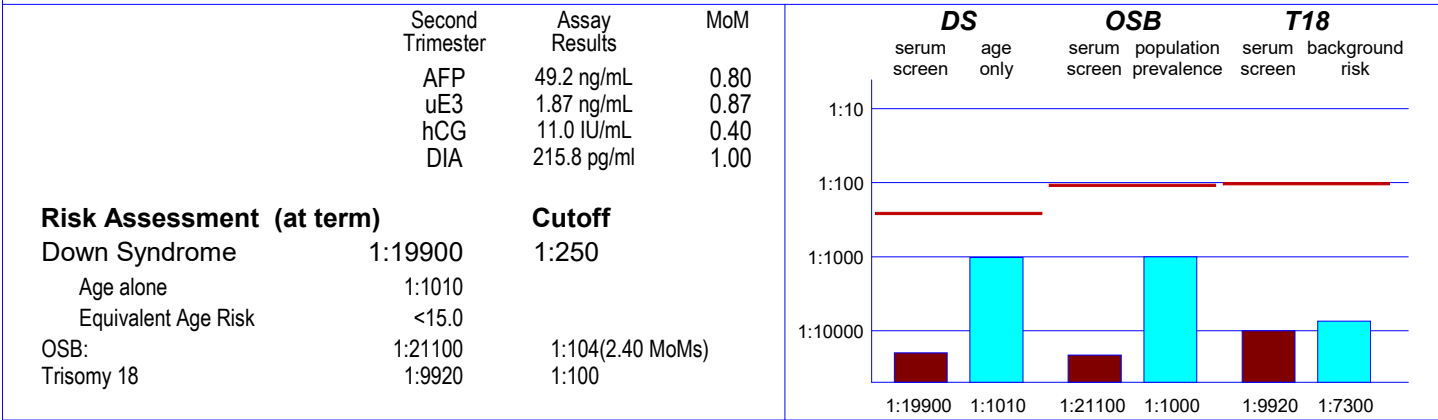 Second Trimester Assay Results MoM
AFP 49.2 ng/mL 0.80
uE3 1.87 ng/mL 0.87
hCG 11.0 IU/mL 0.40
DIA 215.8 pg/ml 1.00
Risk Assessment (at term) Cutoff
Down Syndrome 1:19900 1:250
Age alone 1:1010
Equivalent Age Risk <15.0
OSB: 1:21100 1:104(2.40 MoMs)
Trisomy 18 1:9920 1:100
DS OSB T18
serum screen age only serum screen population prevalence serum screen background risk
1:10
1:100
1:1000
1:10000
1:19900 1:1010 1:21100 1:1000 1:9920 1:7300